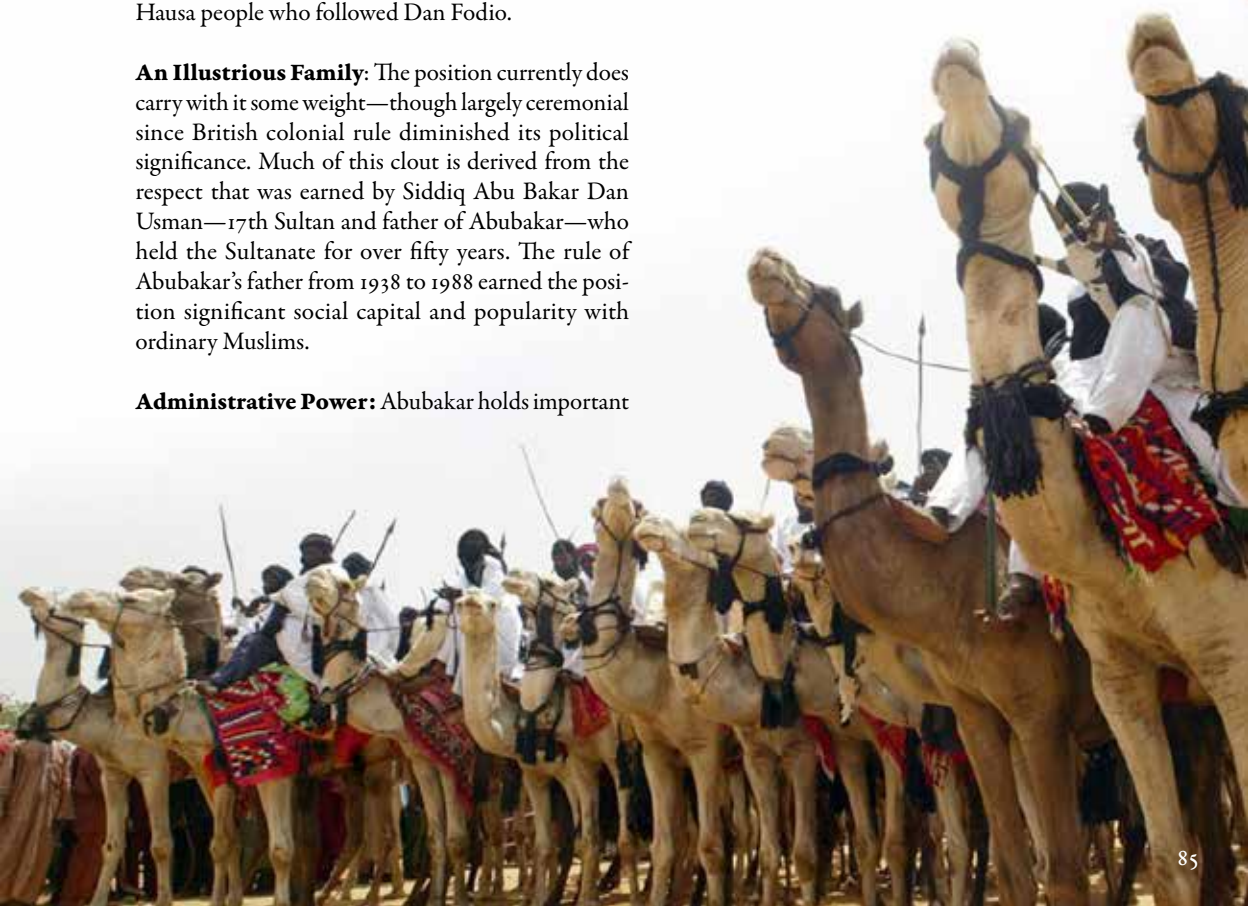 Hausa people who followed Dan Fodio.
An Illustrious Family: The position currently does
carry with it some weight—though largely ceremonial
since British colonial rule diminished its political
significance. Much of this clout is derived from the
respect that was earned by Siddiq Abu Bakar Dan
Usman—17th Sultan and father of Abubakar—who
held the Sultanate for over fifty years. The rule of
Abubakar’s father from 1938 to 1988 earned the posi-
tion significant social capital and popularity with
ordinary Muslims.
Administrative Power: Abubakar holds important
85